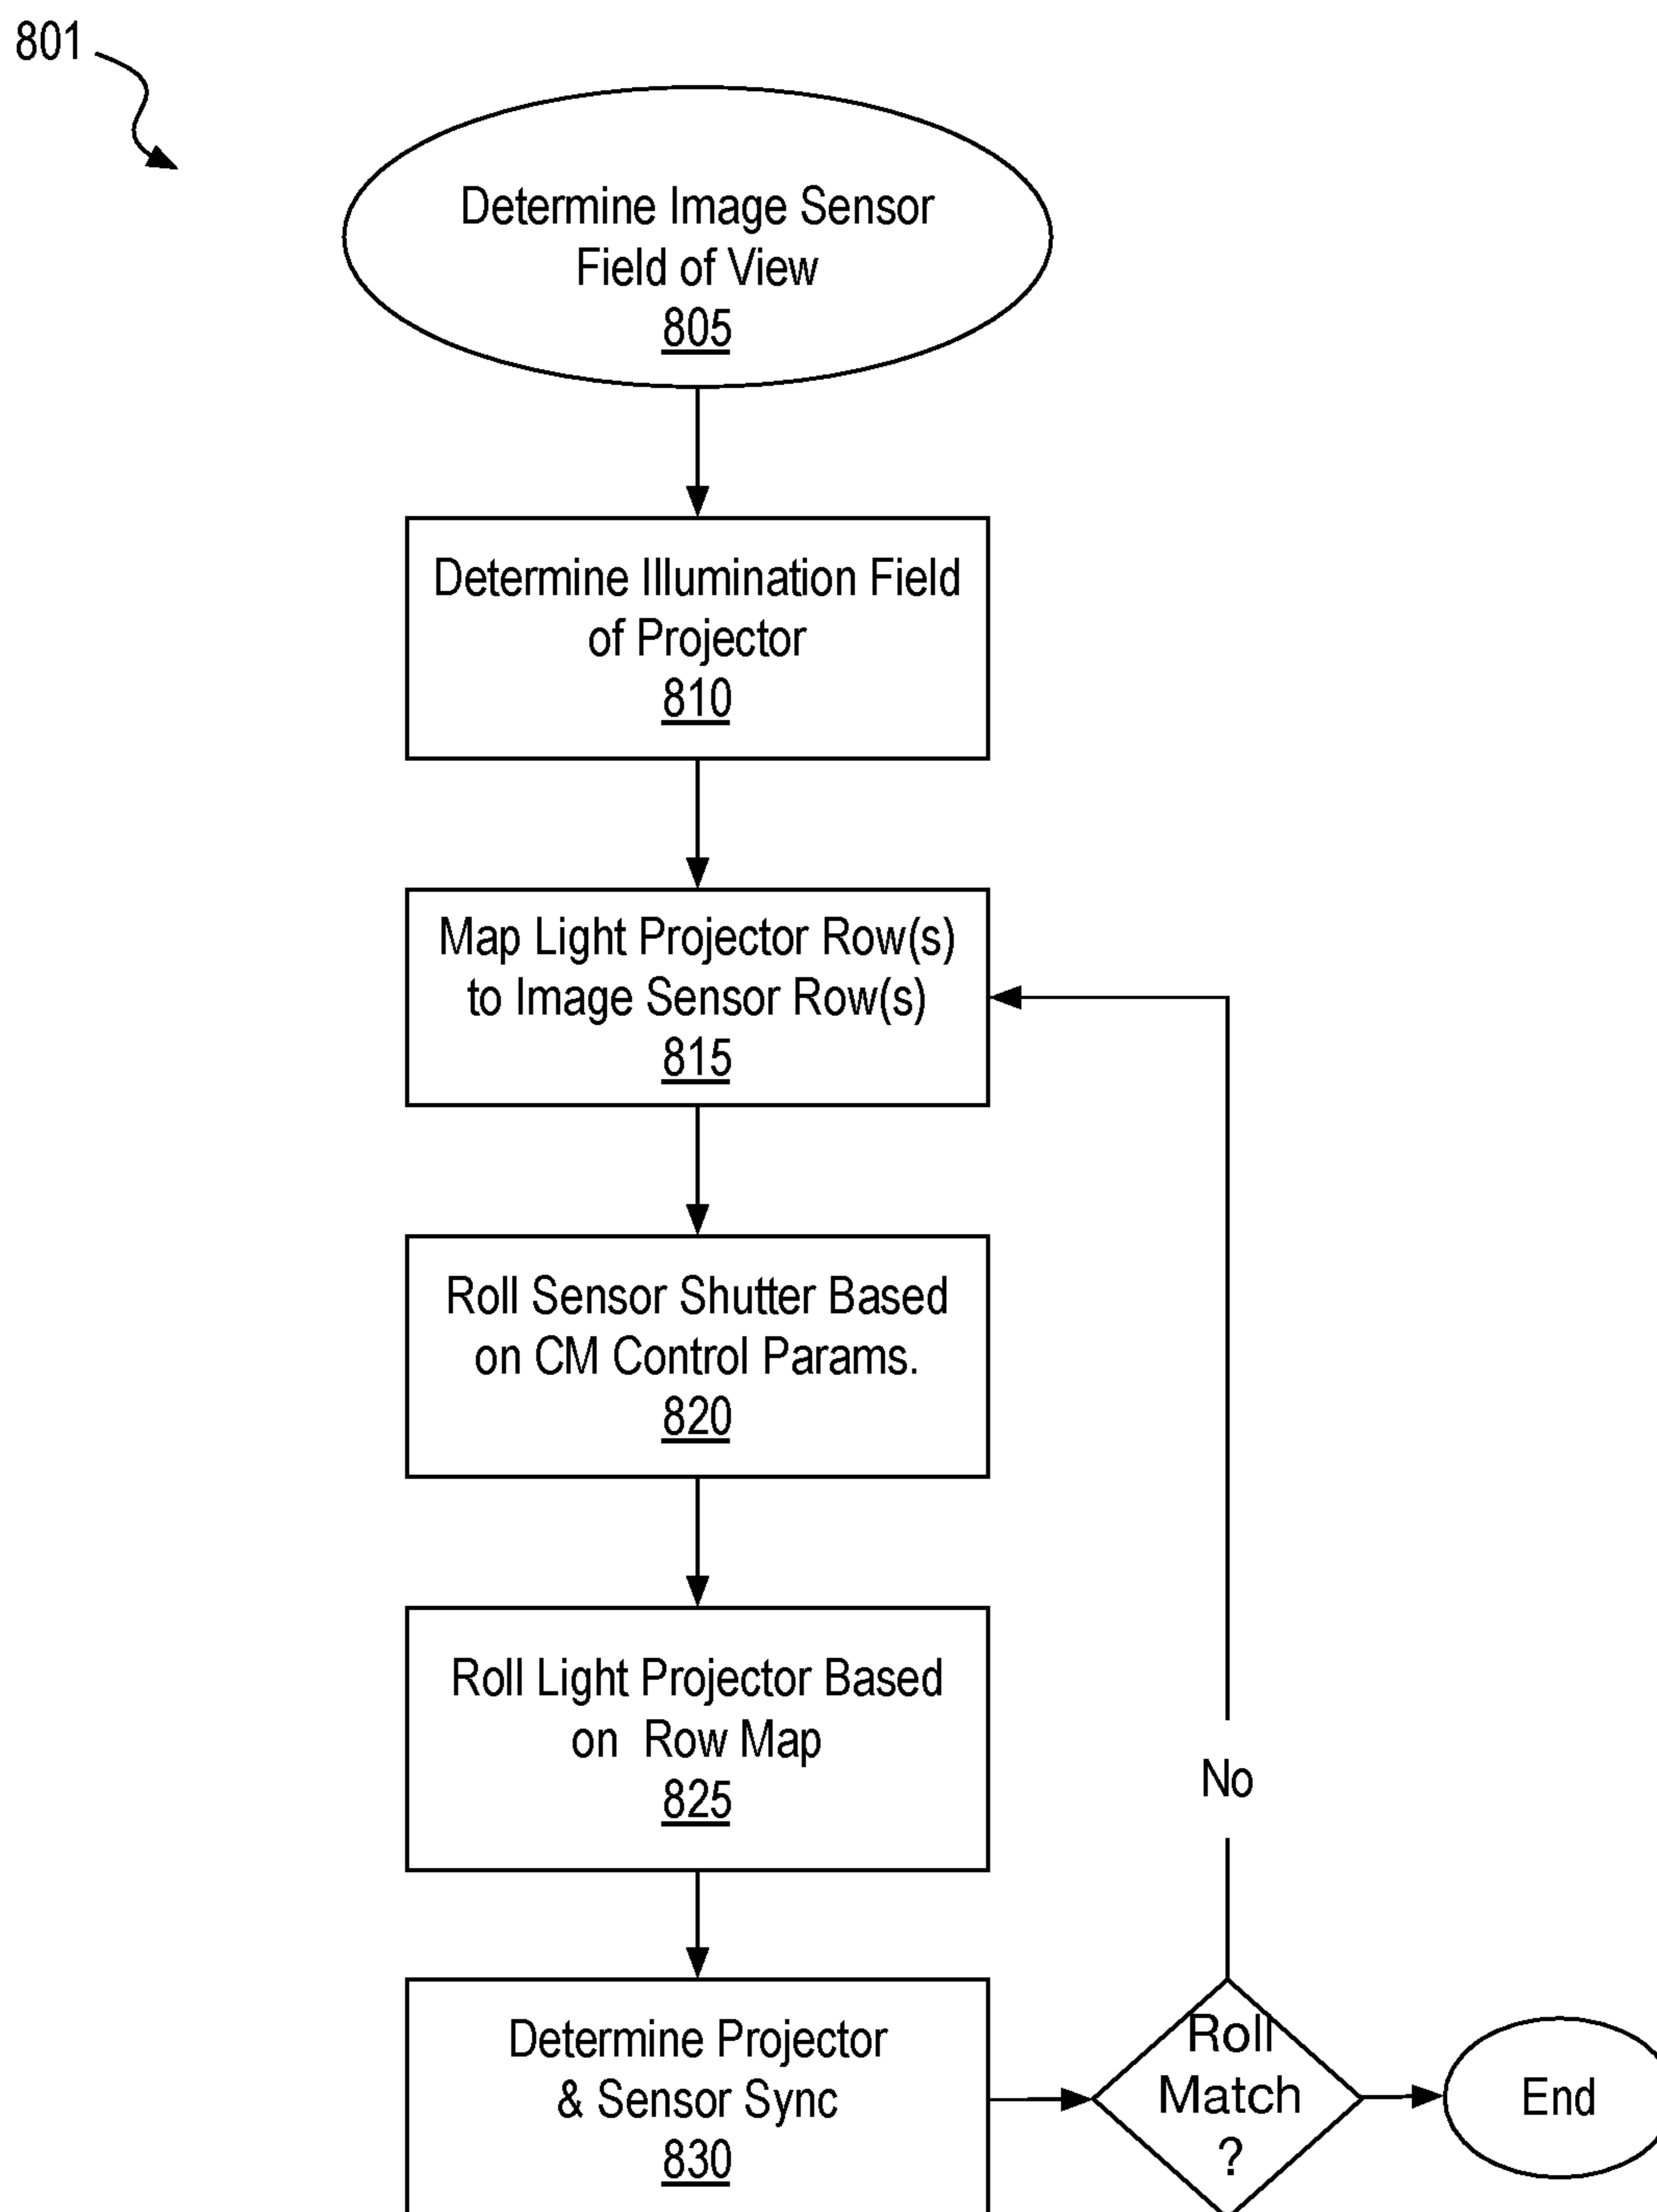 801
Determine Image Sensor
Field of View
805
Determine Illumination Field
of Projector
810
Map Light Projector Row(s)
to Image Sensor Row(s)
815
Roll Sensor Shutter Based
on CM Control Params.
820
Roll Light Projector Based
on Row Map
825
No
Determine Projector
& Sensor Sync
830
Roll
Match
?
End